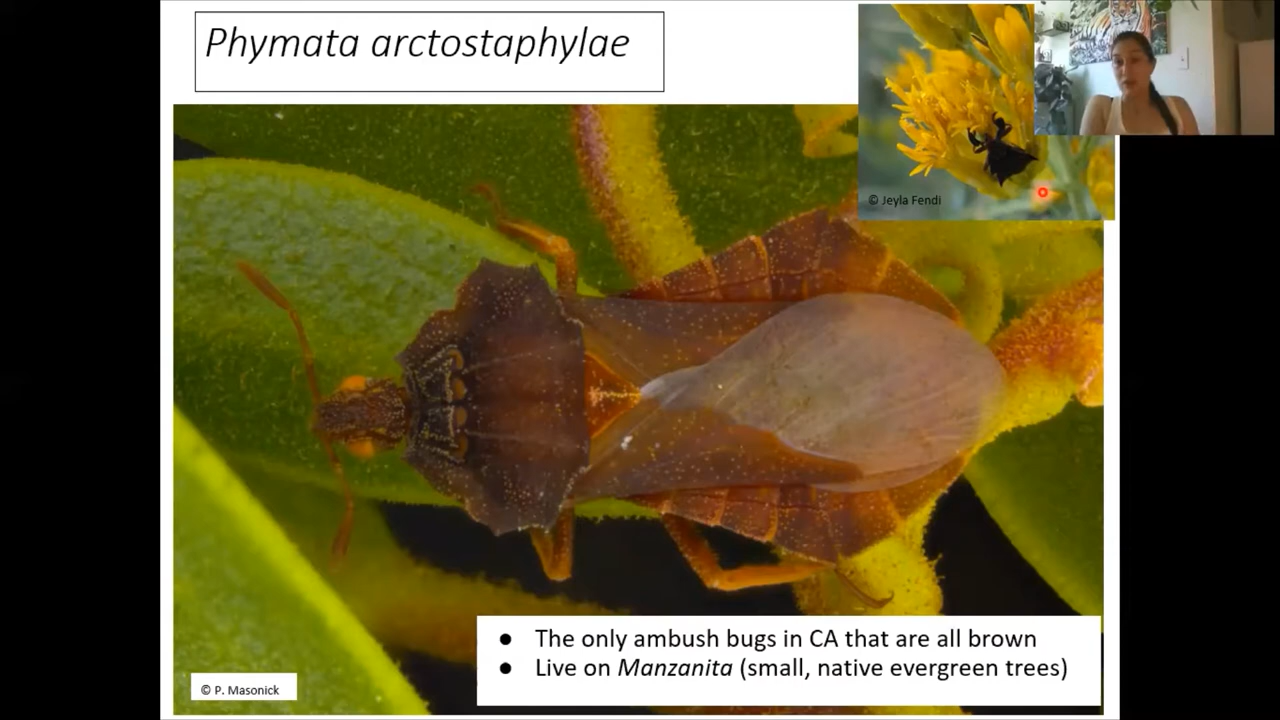 Phymata arctostaphylae
© Jeyla Fendi
● The only ambush bugs in CA that are all brown
● Live on Manzanita (small, native evergreen trees)
© P. Masonick